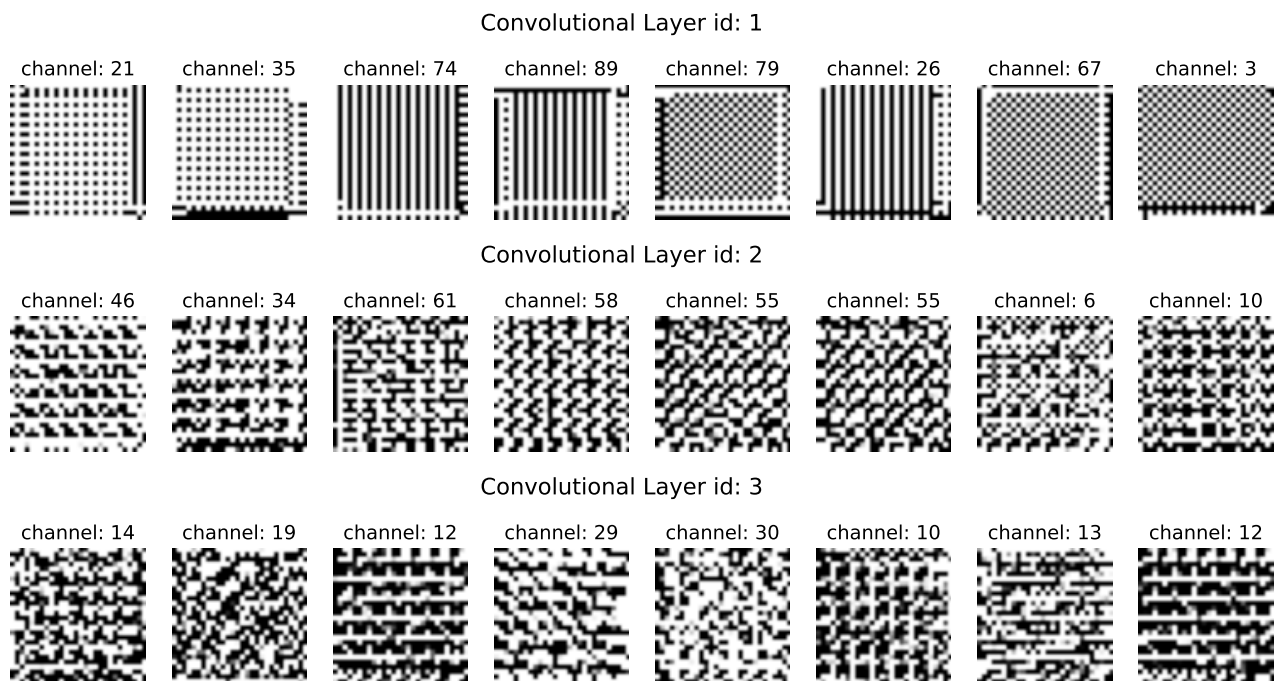 Convolutional Layer id: 1
channel: 21 channel: 35 channel: 74 channel: 89 channel: 79 channel: 26 channel: 67 channel: 3
Convolutional Layer id: 2
channel: 46 channel: 34 channel: 61 channel: 58 channel: 55 channel: 55 channel: 6 channel: 10
Convolutional Layer id: 3
channel: 14 channel: 19 channel: 12 channel: 29 channel: 30 channel: 10 channel: 13 channel: 12